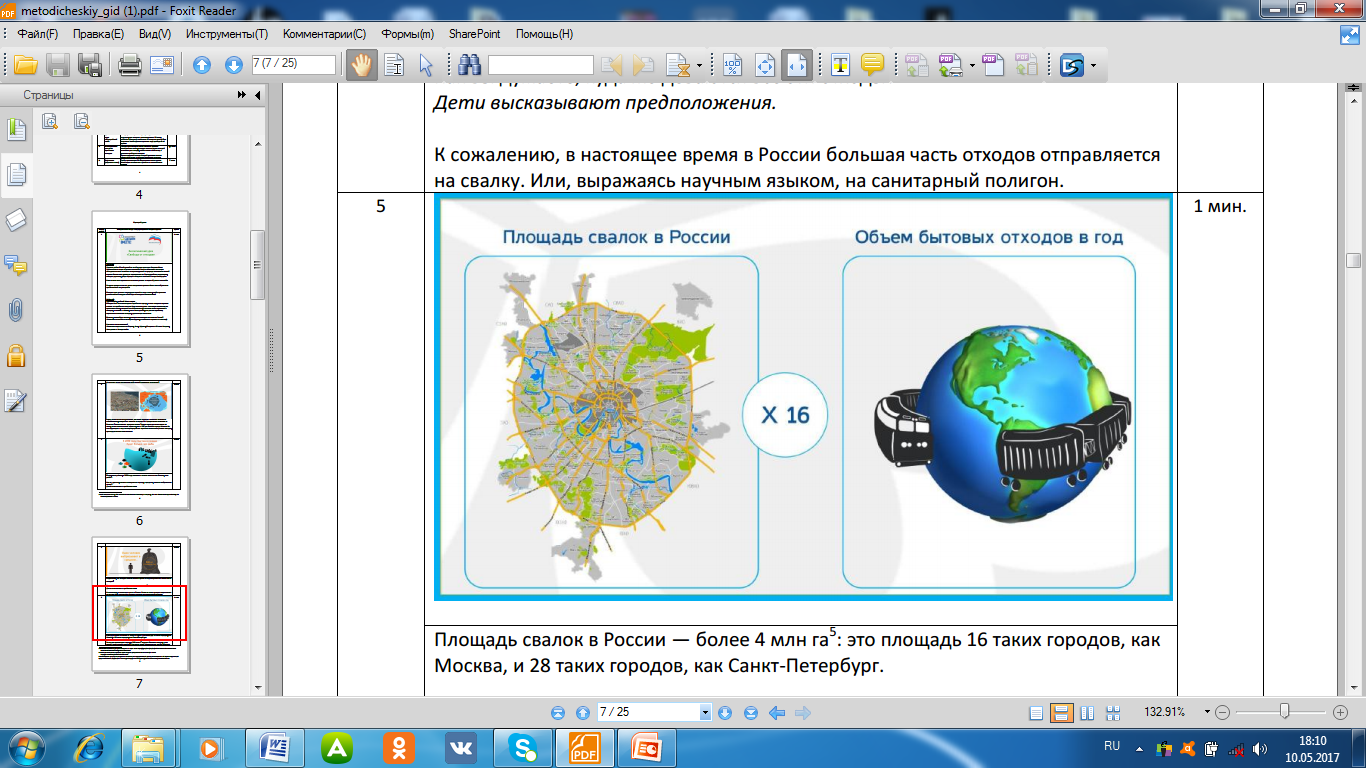 metodicheskiy_gid (1).pdf - Foxit Reader
Файл(F) Правка(E) Вид(V) Инструменты(T) Комментарии(C) Формы(m) SharePoint Помощь(H)
7 (7 / 25)
Страницы
4
5
6
7
Дети высказывают предположения.
К сожалению, в настоящее время в России большая часть отходов отправляется
на свалку. Или, выражаясь научным языком, на санитарный полигон.
5
1 мин.
Площадь свалок в России
Объем бытовых отходов в год
X 16
Площадь свалок в России — более 4 млн га5: это площадь 16 таких городов, как
Москва, и 28 таких городов, как Санкт-Петербург.
7 / 25
132.91%
RU
18:10
10.05.2017